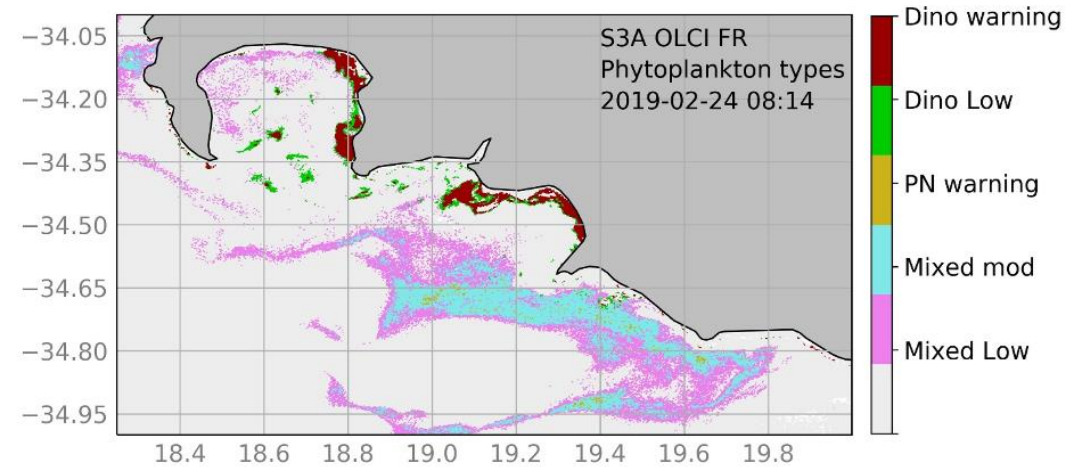 S3A OLCI FR
Phytoplankton types
2019-02-24 08:14
−34.05
−34.20
−34.35
−34.50
−34.65
−34.80
−34.95
18.4 18.6 18.8 19.0 19.2 19.4 19.6 19.8
Dino warning
Dino Low
PN warning
Mixed mod
Mixed Low